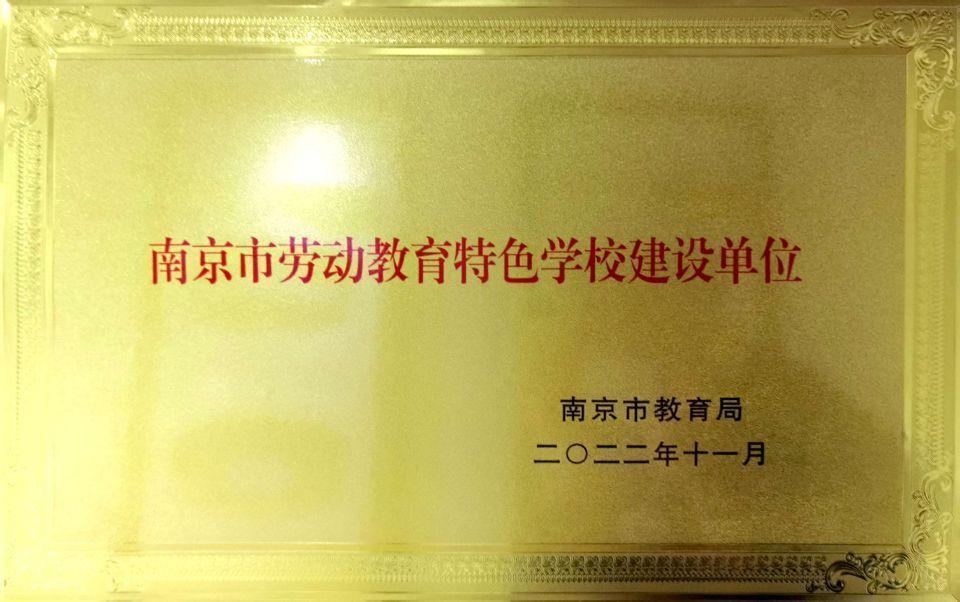 南京市劳动教育特色学校建设单位
南京市教育局
二〇二二年十一月